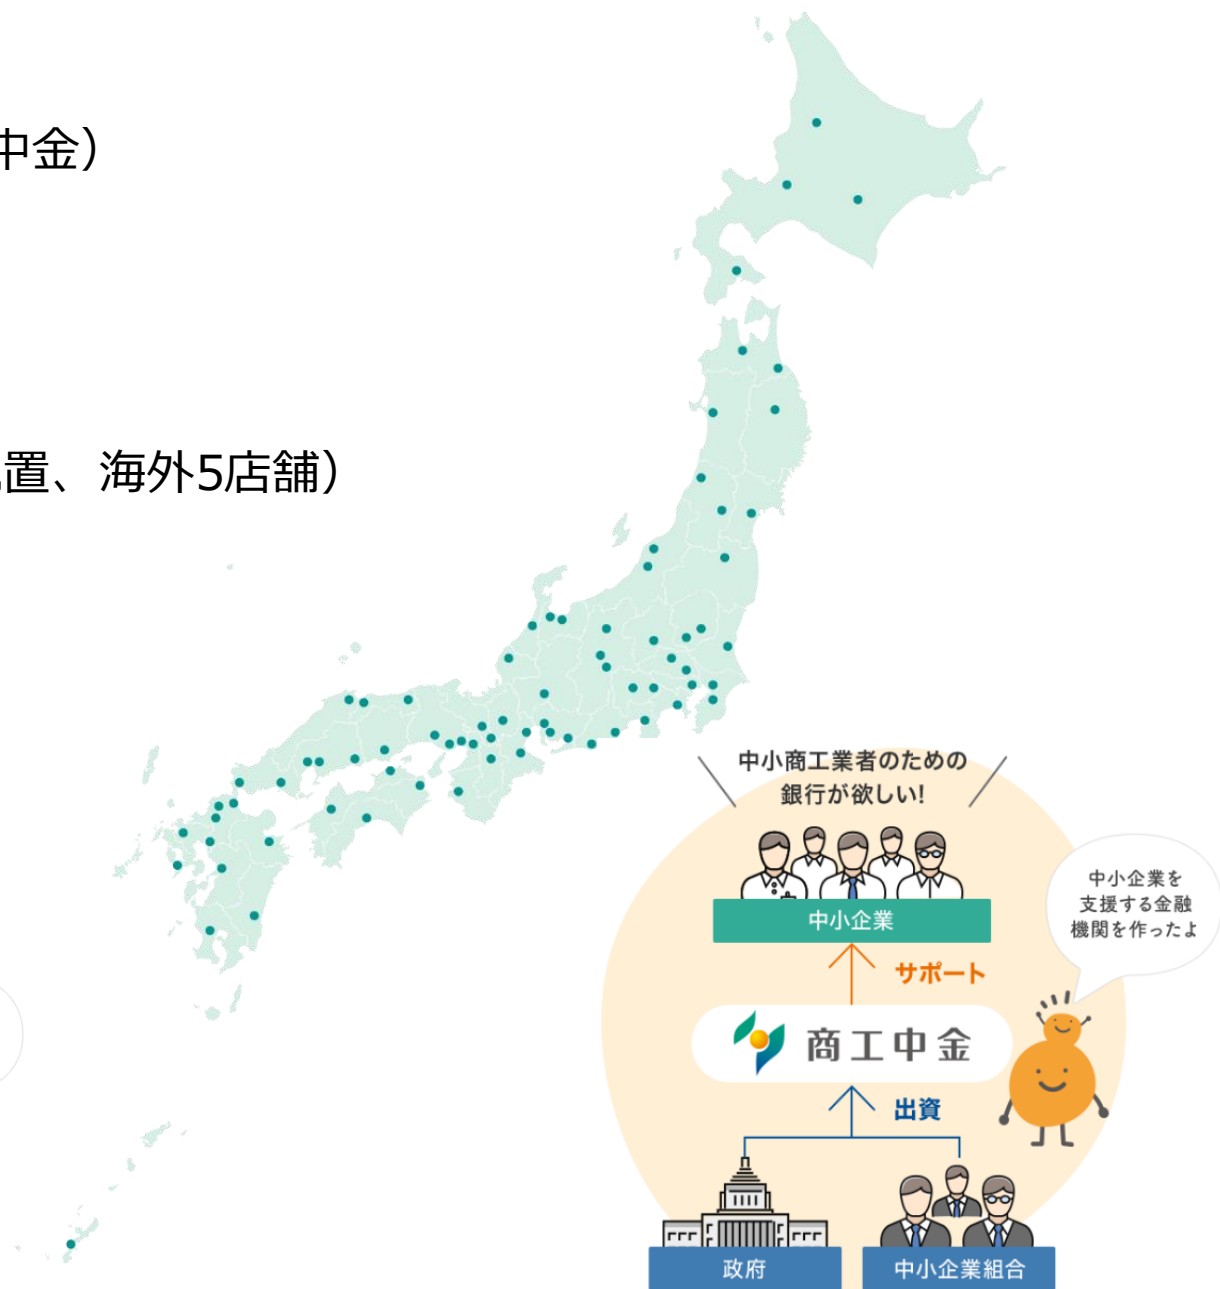 中金）
置、海外5店舗）
中小商工業者のための
銀行が欲しい!
中小企業
中小企業を
支援する金融
機関を作ったよ
サポート
商工中金
出資
政府
中小企業組合